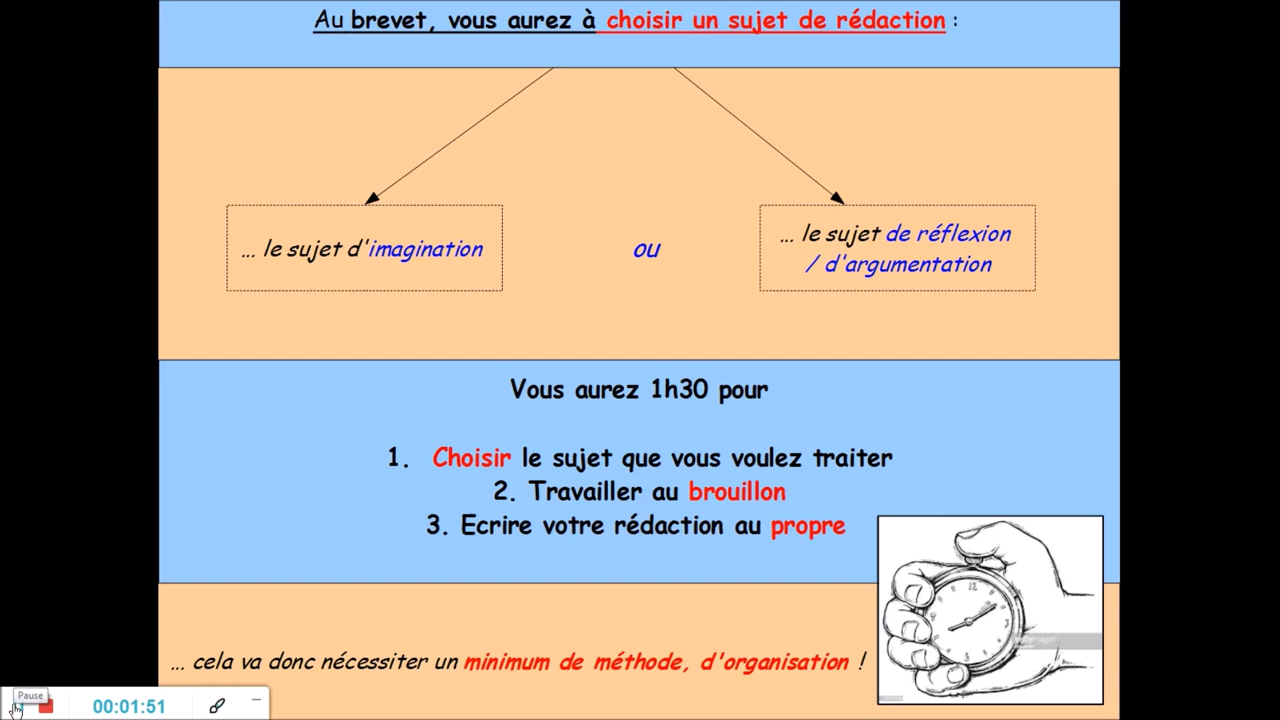 Au brevet, vous aurez à choisir un sujet de rédaction :
... le sujet d'imagination
ou
... le sujet de réflexion
/ d'argumentation
Vous aurez 1h30 pour
1. Choisir le sujet que vous voulez traiter
2. Travailler au brouillon
3. Ecrire votre rédaction au propre
12
... cela va donc nécessiter un minimum de méthode, d'organisation !
Pause
00:01:51